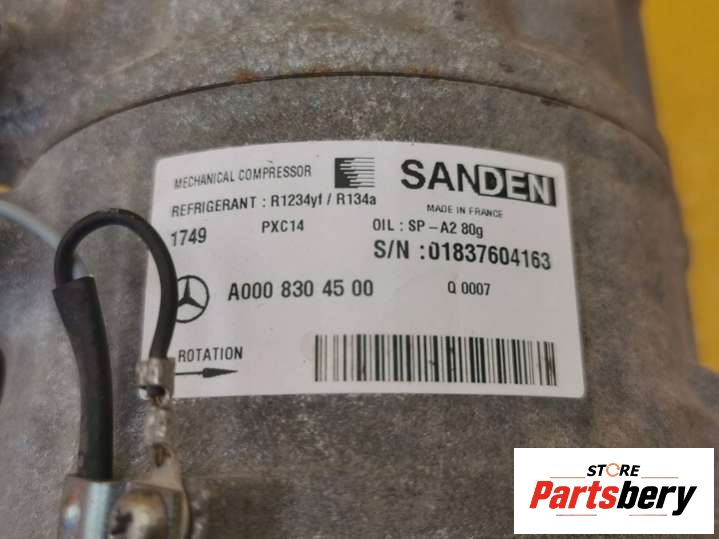 MECHANICAL COMPRESSOR
SANDEN
MADE IN FRANCE
REFRIGERANT : R1234yf / R134a
1749 PXC14 OIL : SP - A2 80g
S/N : 01837604163
A000 830 45 00 Q 0007
ROTATION
STORE
Partsbery